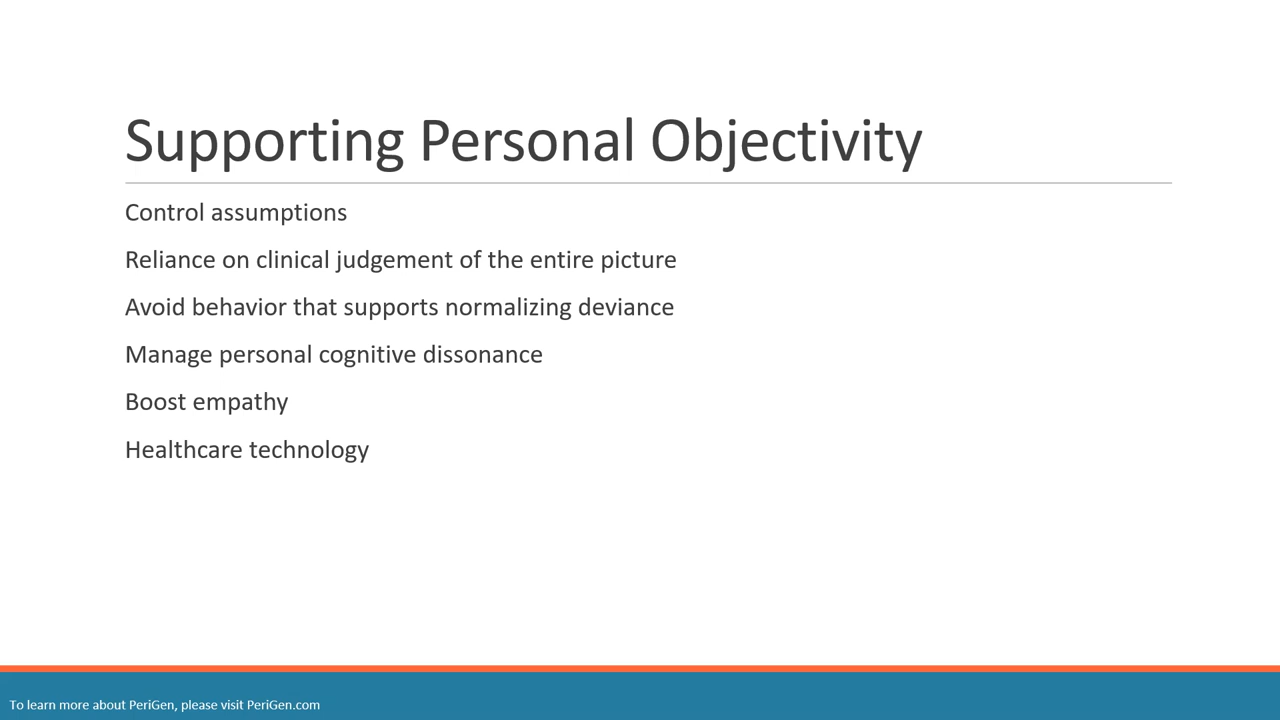 Supporting Personal Objectivity
Control assumptions
Reliance on clinical judgement of the entire picture
Avoid behavior that supports normalizing deviance
Manage personal cognitive dissonance
Boost empathy
Healthcare technology
To learn more about PeriGen, please visit PeriGen.com